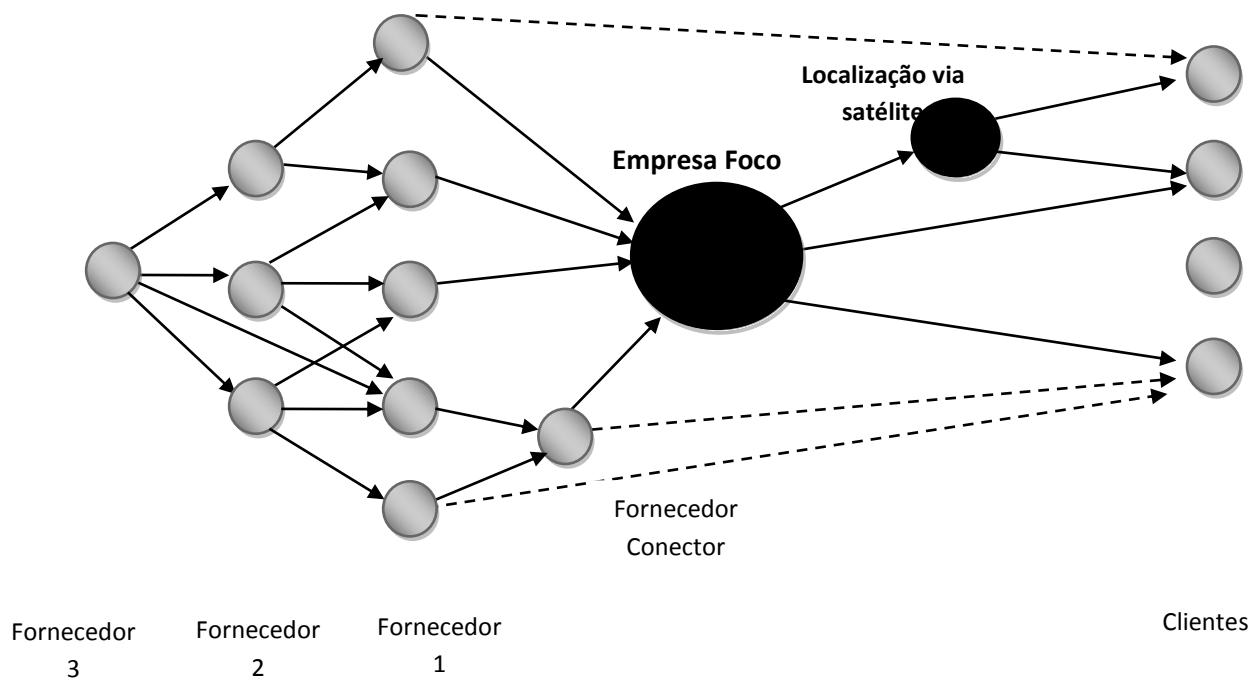 Localização via
satélite
Empresa Foco
Fornecedor
Conector
Fornecedor
3
Fornecedor
2
Fornecedor
1
Clientes